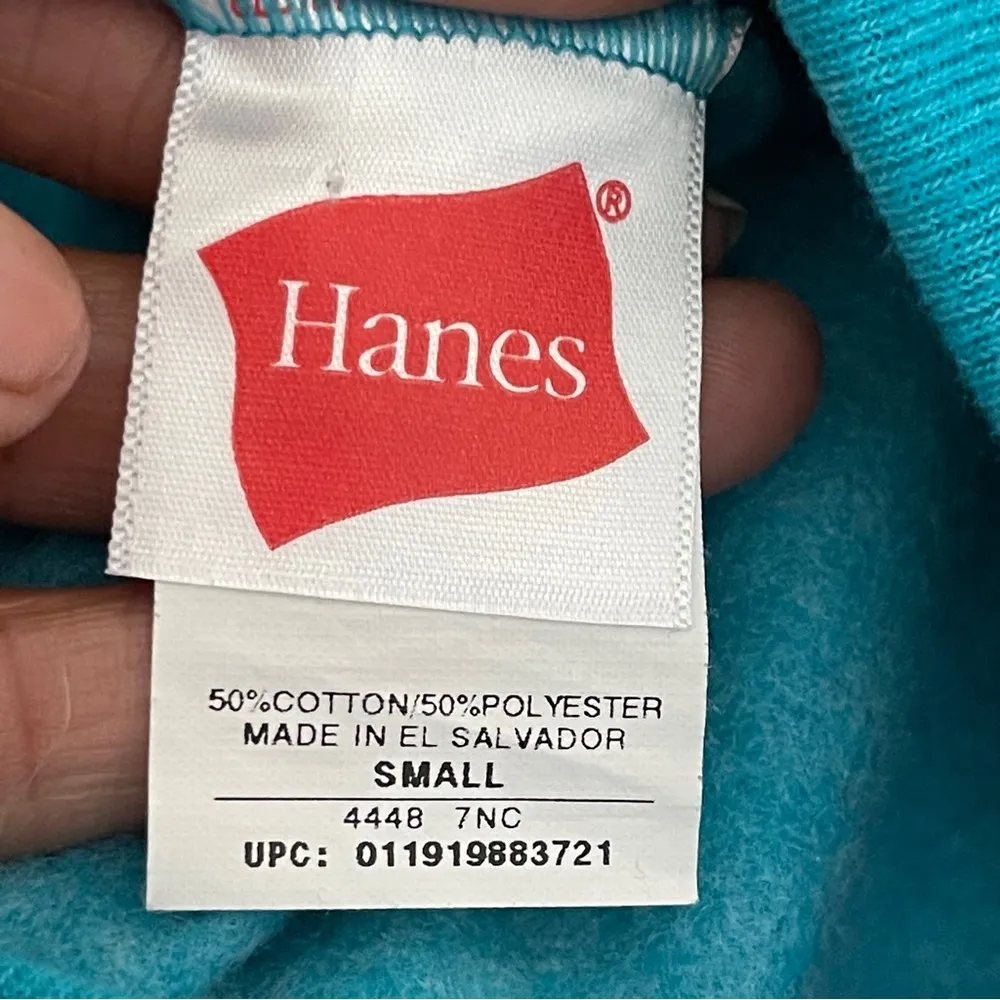 Hanes®
50%COTTON/50%POLYESTER
MADE IN EL SALVADOR
SMALL
4448 7NC
UPC: 011919883721